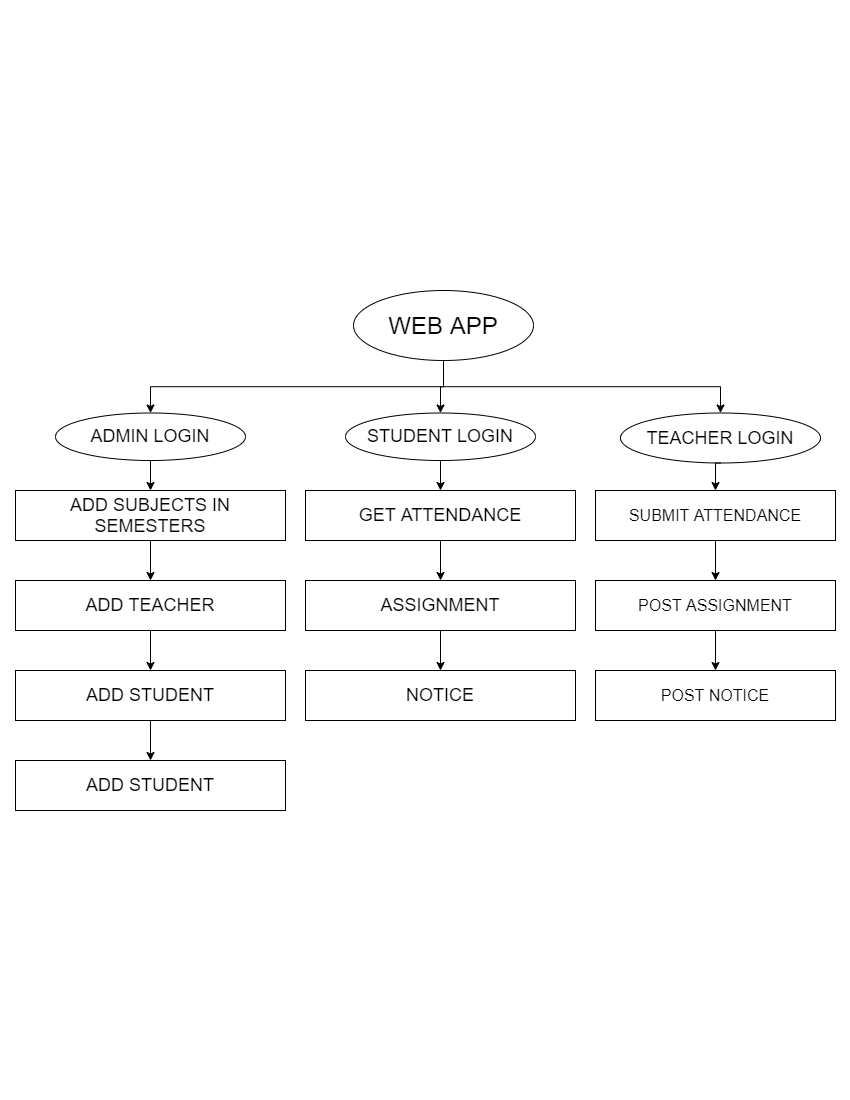 WEB APP
ADMIN LOGIN
STUDENT LOGIN
TEACHER LOGIN
ADD SUBJECTS IN
SEMESTERS
GET ATTENDANCE
SUBMIT ATTENDANCE
ADD TEACHER
ASSIGNMENT
POST ASSIGNMENT
ADD STUDENT
NOTICE
POST NOTICE
ADD STUDENT